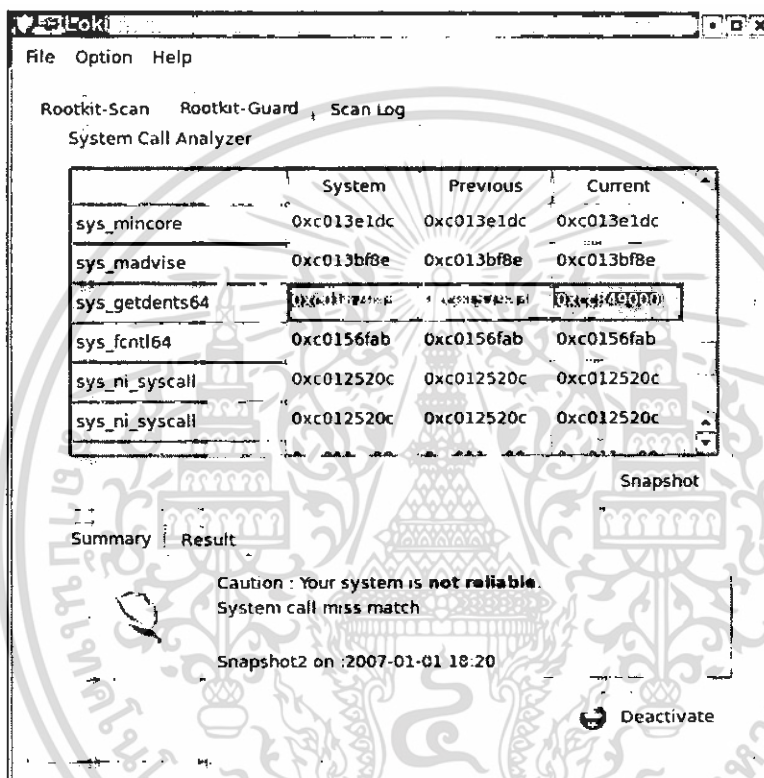 Loki
File Option Help
Rootkit-Scan Rootkit-Guard Scan Log
System Call Analyzer
System Previous Current
sys_mincore 0xc013e1dc 0xc013e1dc 0xc013e1dc
sys_madvise 0xc013bf8e 0xc013bf8e 0xc013bf8e
sys_getdents64
sys_fcntl64 0xc0156fab 0xc0156fab 0xc0156fab
sys_ni_syscall 0xc012520c 0xc012520c 0xc012520c
sys_ni_syscall 0xc012520c 0xc012520c 0xc012520c
Snapshot
Summary Result
Caution : Your system is not reliable.
System call miss match
Snapshot2 on :2007-01-01 18:20
Deactivate